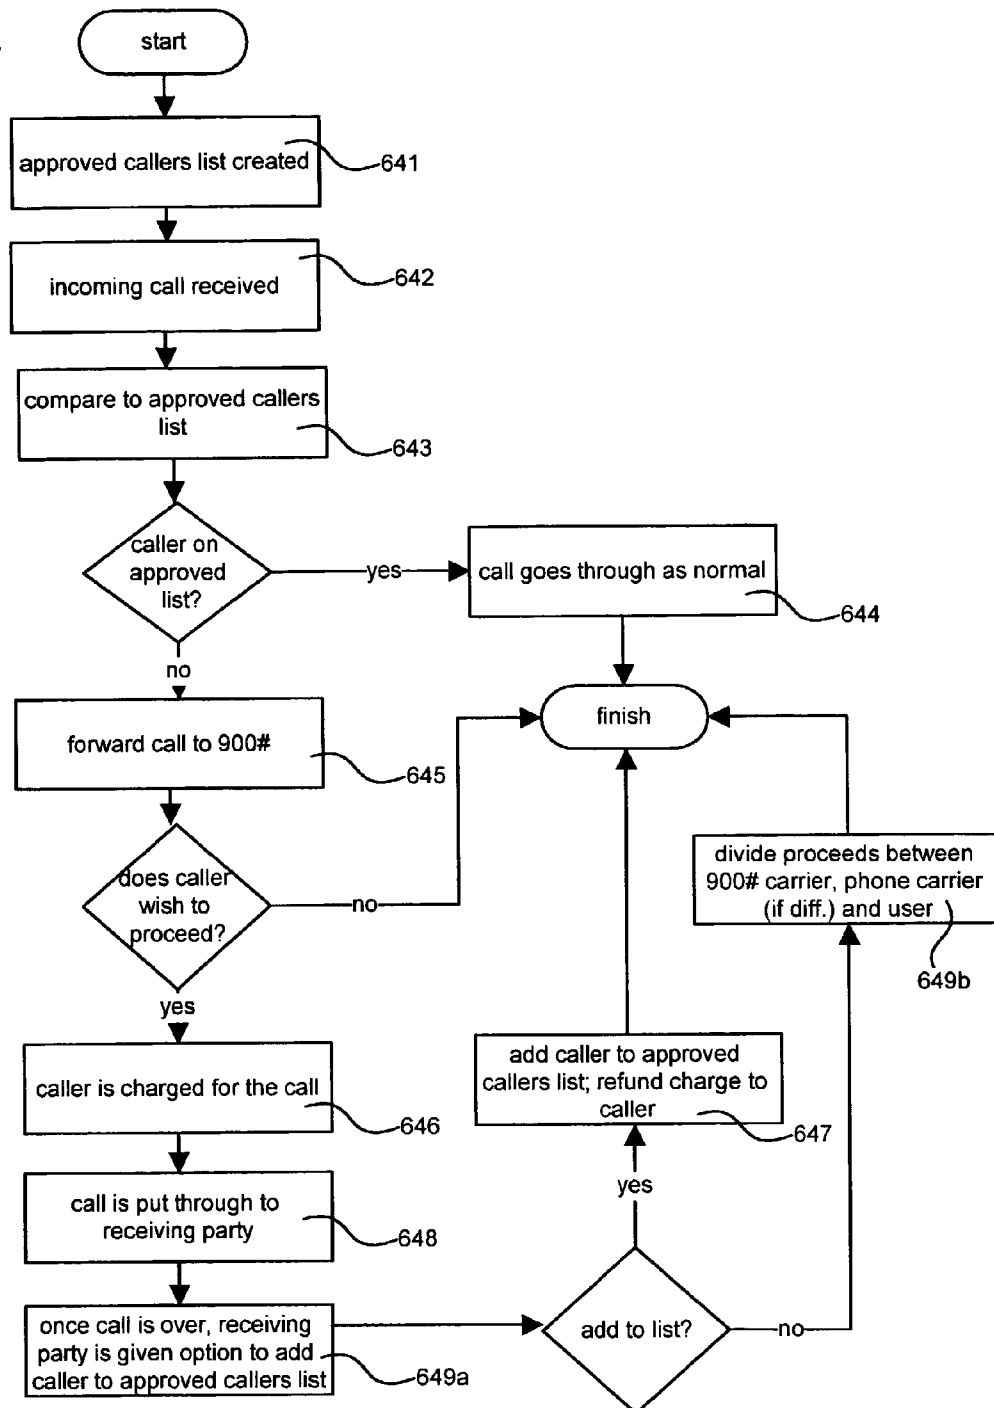 start
approved callers list created
641
incoming call received
642
compare to approved callers
list
643
caller on
approved
list?
yes
call goes through as normal
644
no
finish
forward call to 900#
645
does caller
wish to
proceed?
no
divide proceeds between
900# carrier, phone carrier
(if diff.) and user
649b
yes
caller is charged for the call
646
add caller to approved
callers list; refund charge to
caller
647
yes
call is put through to
receiving party
648
once call is over, receiving
party is given option to add
caller to approved callers list
649a
add to list?
no